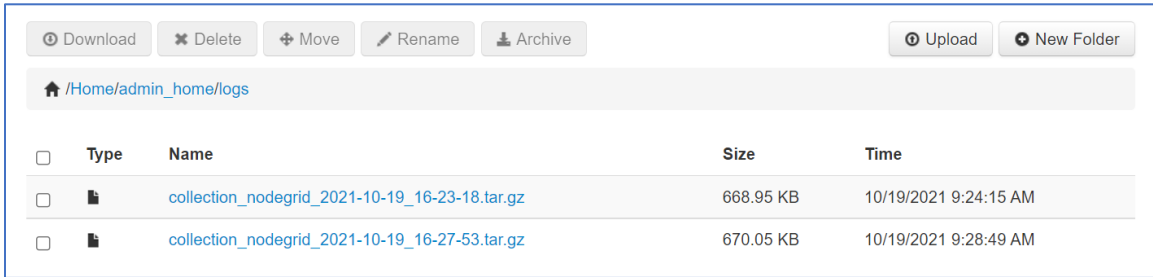 Download Delete Move Rename Archive Upload New Folder
/Home/admin_home/logs
Type Name Size Time
collection_nodegrid_2021-10-19_16-23-18.tar.gz 668.95 KB 10/19/2021 9:24:15 AM
collection_nodegrid_2021-10-19_16-27-53.tar.gz 670.05 KB 10/19/2021 9:28:49 AM